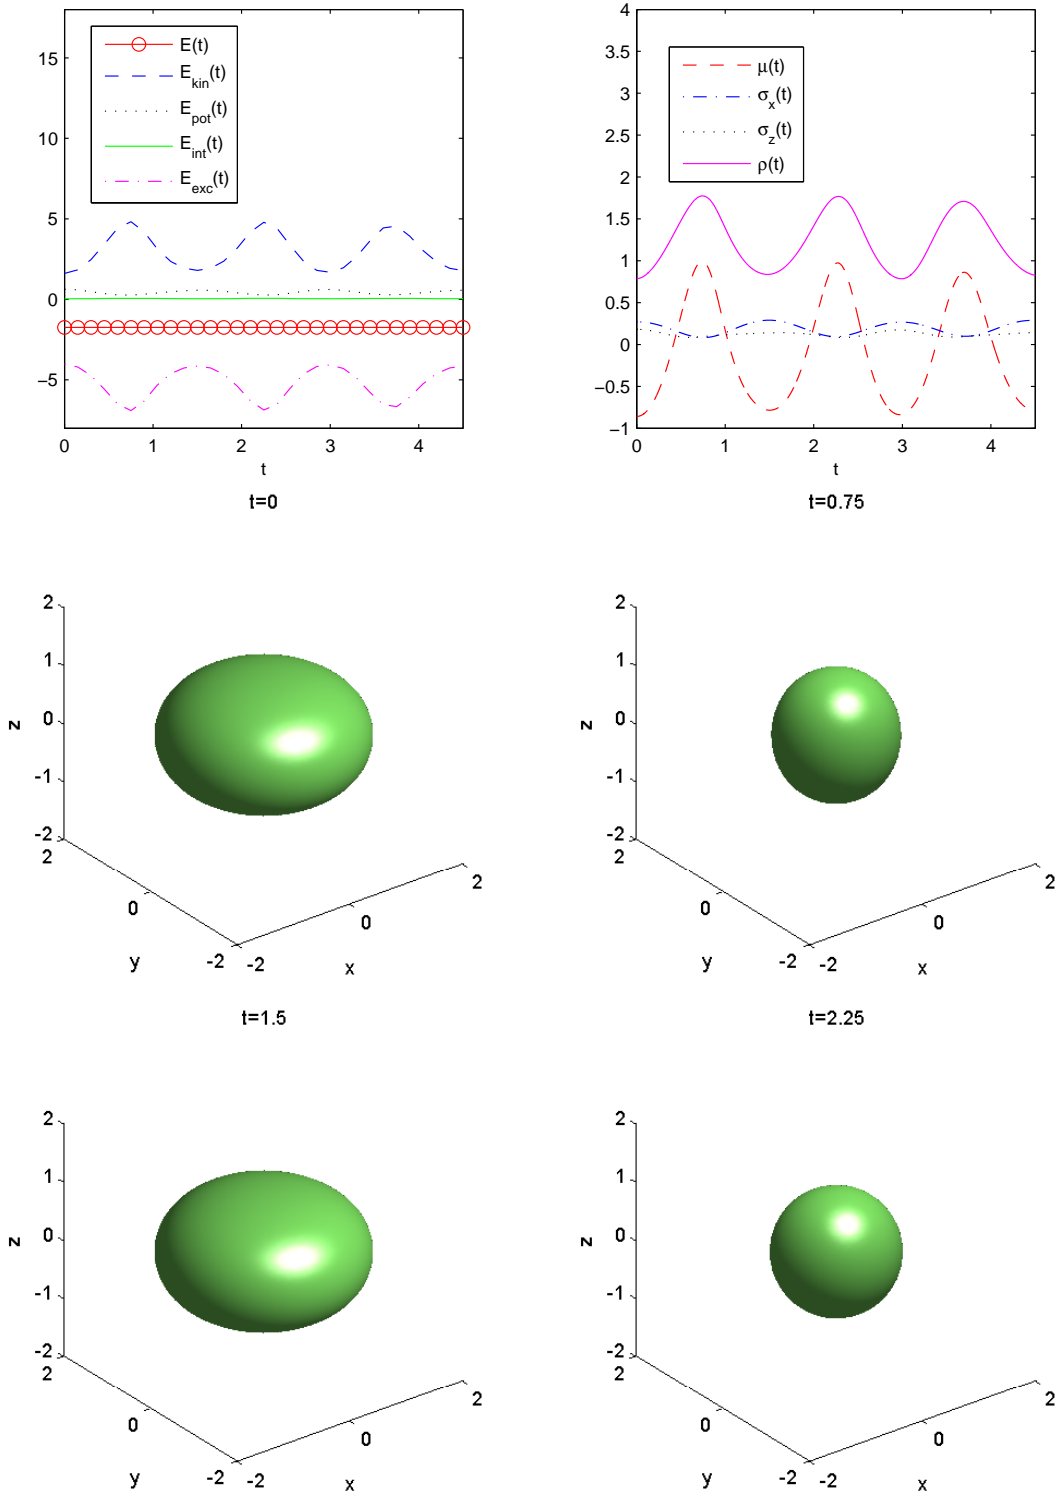 E(t)
E_kin(t)
E_pot(t)
E_int(t)
E_exc(t)
15
10
5
0
−5
0 1 2 3 4
t
μ(t)
σ_x(t)
σ_z(t)
ρ(t)
4
3.5
3
2.5
2
1.5
1
0.5
0
−0.5
−1
0 1 2 3 4
t
t=0
2
1
0
-1
-2
z
2
0
-2
y
-2
0
2
x
t=0.75
2
1
0
-1
-2
z
2
0
-2
y
-2
0
2
x
t=1.5
2
1
0
-1
-2
z
2
0
-2
y
-2
0
2
x
t=2.25
2
1
0
-1
-2
z
2
0
-2
y
-2
0
2
x